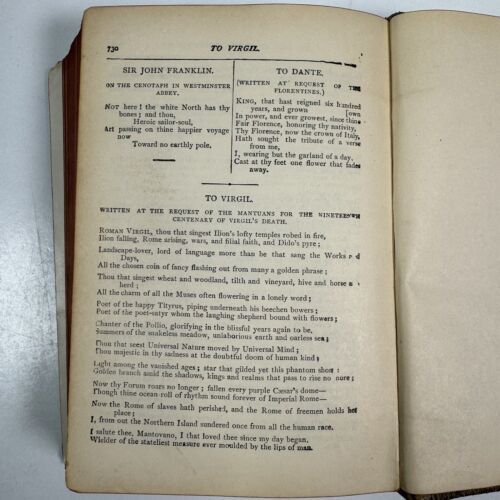 730
TO VIRGIL.
SIR JOHN FRANKLIN.
ON THE CENOTAPH IN WESTMINSTER
ABBEY.
NOT here! the white North has thy
bones; and thou,
Heroic sailor-soul,
Art passing on thine happier voyage
now
Toward no earthly pole.
TO DANTE.
(WRITTEN AT REQUEST OF THE
FLORENTINES.)
KING, that hast reigned six hundred
years, and grown [own
In power, and ever growest, since thine
Fair Florence, honoring thy nativity,
Thy Florence, now the crown of Italy,
Hath sought the tribute of a verse
from me,
I, wearing but the garland of a day,
Cast at thy feet one flower that fades
away.
TO VIRGIL.
WRITTEN AT THE REQUEST OF THE MANTUANS FOR THE NINETEENTH
CENTENARY OF VIRGIL'S DEATH.
ROMAN VIRGIL, thou that singest Ilion's lofty temples robed in fire,
Ilion falling, Rome arising, wars, and filial faith, and Dido's pyre;
Landscape-lover, lord of language more than he that sang the Works and
Days,
All the chosen coin of fancy flashing out from many a golden phrase;
Thou that singest wheat and woodland, tilth and vineyard, hive and horse and
herd;
All the charm of all the Muses often flowering in a lonely word;
Poet of the happy Tityrus, piping underneath his beechen bowers;
Poet of the poet-satyr whom the laughing shepherd bound with flowers;
Chanter of the Pollio, glorifying in the blissful years again to be,
Summers of the snakeless meadow, unlaborious earth and oarless sea;
Thou that seest Universal Nature moved by Universal Mind;
Thou majestic in thy sadness at the doubtful doom of human kind;
Light among the vanished ages; star that gildest yet this phantom shore;
Golden branch amid the shadows, kings and realms that pass to rise no more;
Now thy Forum roars no longer; fallen every purple Cæsar's dome—
Though thine ocean-roll of rhythm sound forever of Imperial Rome—
Now the Rome of slaves hath perished, and the Rome of freemen holds her
place;
I, from out the Northern Island sundered once from all the human race.
I salute thee, Mantovano, I that loved thee since my day began.
Wielder of the stateliest measure ever moulded by the lips of man.